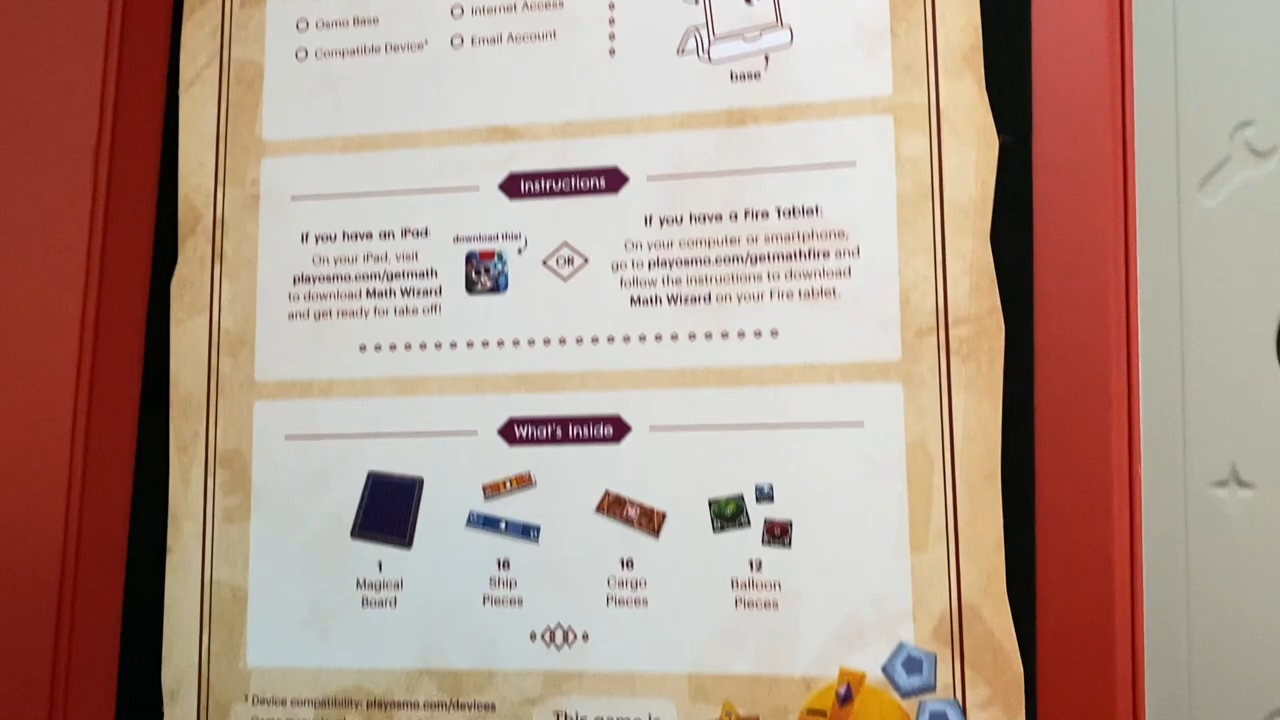 Osmo Base
Internet Access
Compatible Device¹
Email Account
base
Instructions
If you have an iPad:
On your iPad, visit
playosmo.com/getmath
to download Math Wizard
and get ready for take off!
download this!
OR
If you have a Fire Tablet:
On your computer or smartphone,
go to playosmo.com/getmathfire and
follow the instructions to download
Math Wizard on your Fire tablet.
What's Inside
1
Magical
Board
16
Ship
Pieces
16
Cargo
Pieces
12
Balloon
Pieces
¹ Device compatibility: playosmo.com/devices
This game is